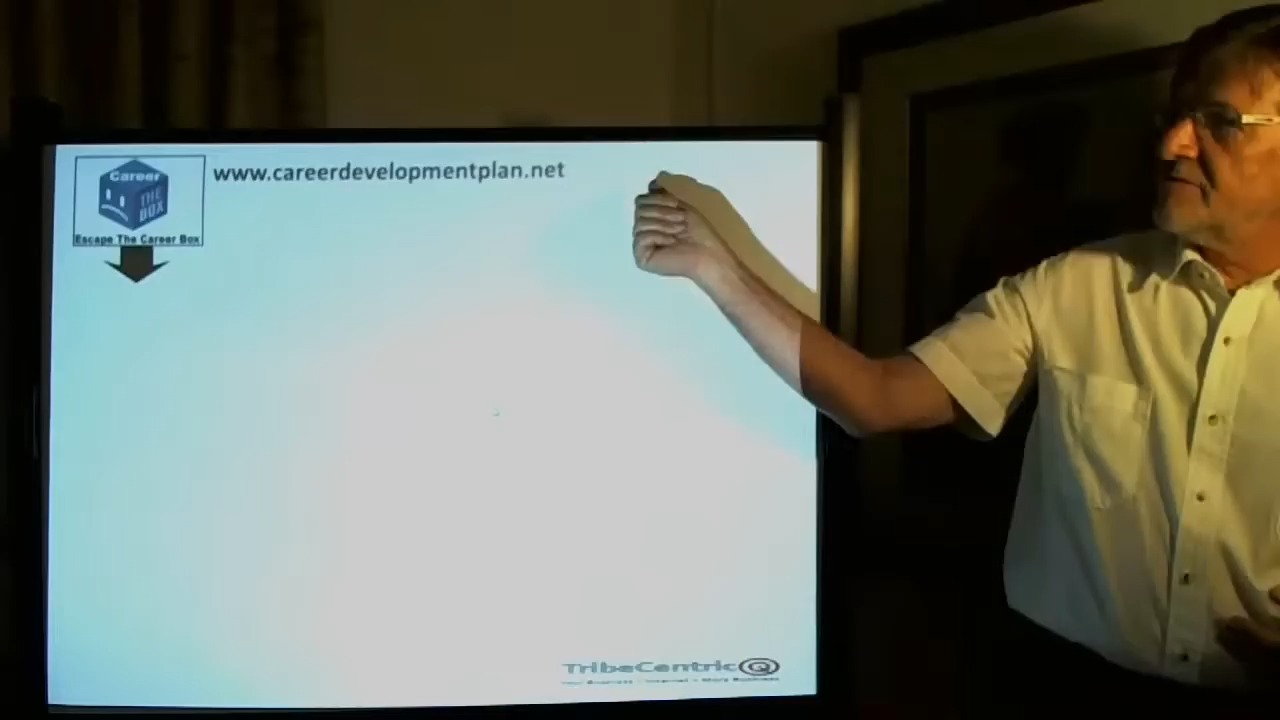 www.careerdevelopmentplan.net
Career
THE
BOX
Escape The Career Box
TribeCentric